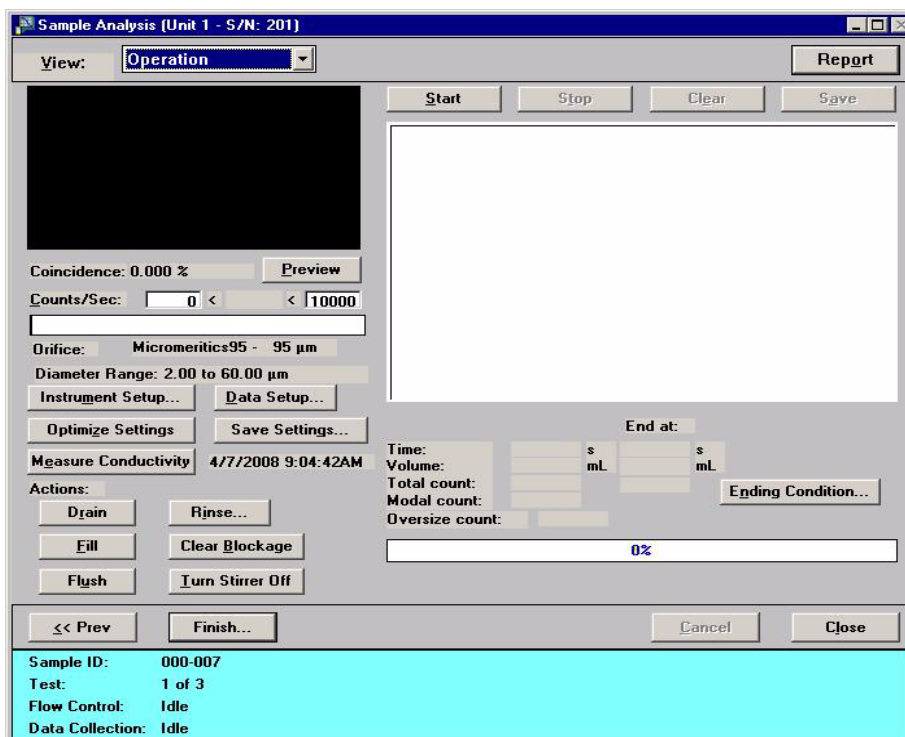 Sample Analysis (Unit 1 - S/N: 201)
View: Operation Report
Start Stop Clear Save
Coincidence: 0.000 % Preview
Counts/Sec: 0 < < 10000
Orifice: Micromeritics95 - 95 µm
Diameter Range: 2.00 to 60.00 µm
Instrument Setup... Data Setup...
Optimize Settings Save Settings...
Measure Conductivity 4/7/2008 9:04:42AM
Actions:
Drain Rinse...
Fill Clear Blockage
Flush Turn Stirrer Off
End at:
Time: s s
Volume: mL mL
Total count:
Modal count:
Oversize count:
Ending Condition...
0%
<< Prev Finish... Cancel Close
Sample ID: 000-007
Test: 1 of 3
Flow Control: Idle
Data Collection: Idle